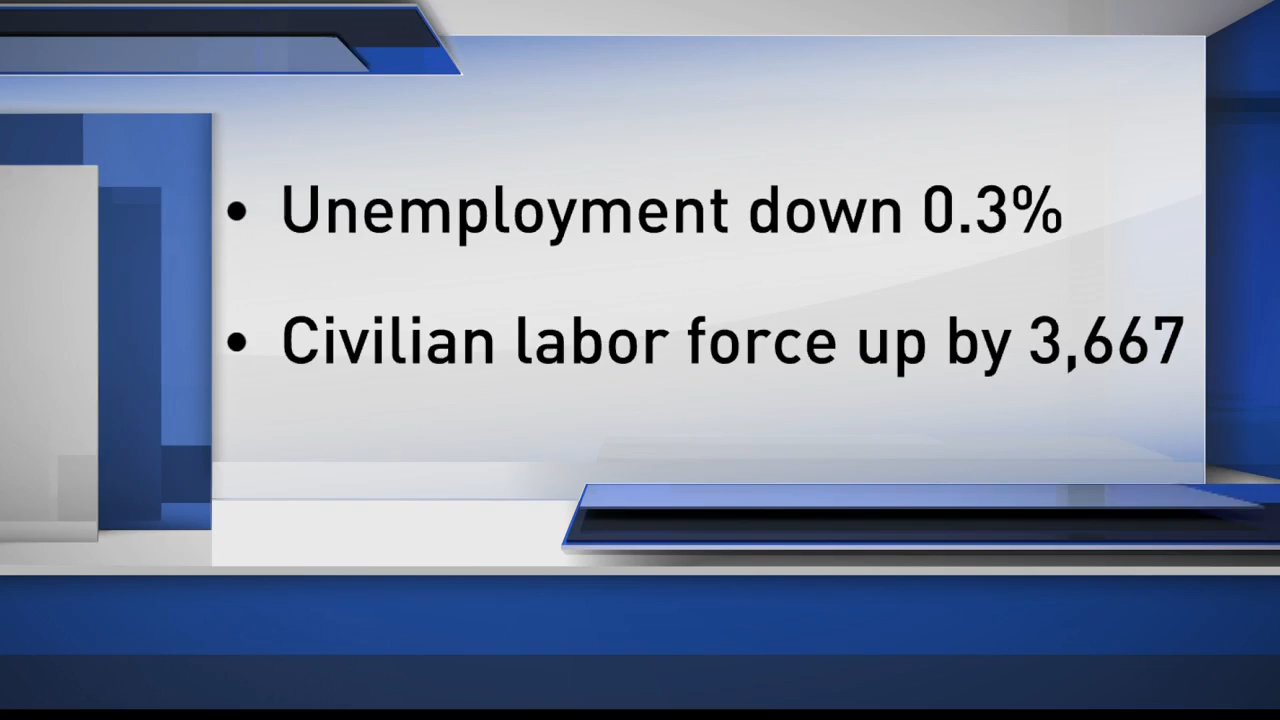 • Unemployment down 0.3%
• Civilian labor force up by 3,667